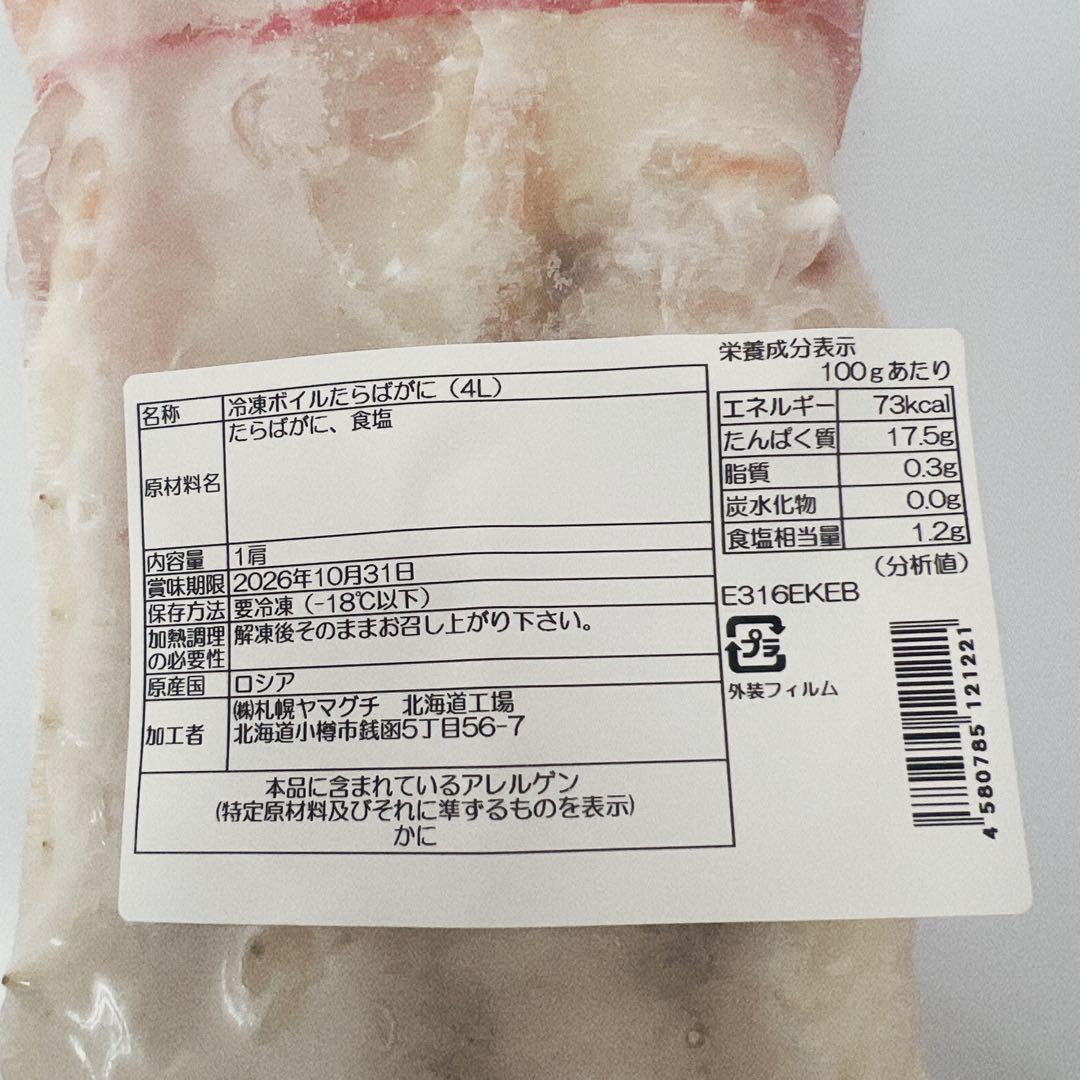 名称 冷凍ボイルたらばがに（4L）
原材料名 たらばがに、食塩
内容量 1肩
賞味期限 2026年10月31日
保存方法 要冷凍（-18℃以下）
加熱調理の必要性 解凍後そのままお召し上がり下さい。
原産国 ロシア
加工者 ㈱札幌ヤマグチ　北海道工場
北海道小樽市銭函5丁目56-7
本品に含まれているアレルゲン
(特定原材料及びそれに準ずるものを表示)
かに
栄養成分表示
100gあたり
エネルギー 73kcal
たんぱく質 17.5g
脂質 0.3g
炭水化物 0.0g
食塩相当量 1.2g
（分析値）
E316EKEB
プラ
外装フィルム
4 580785 121221